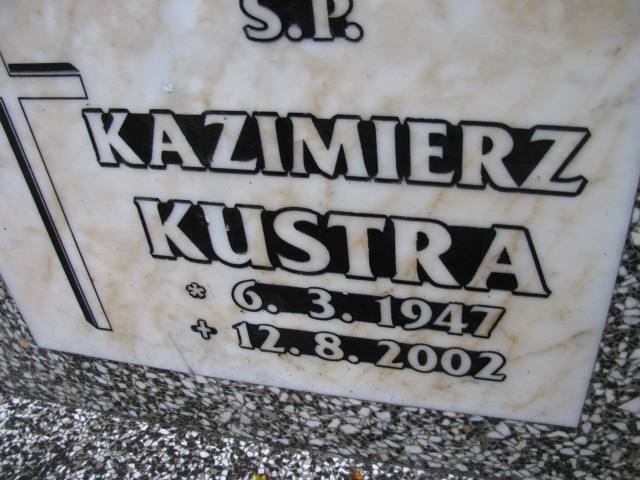 S.P.
KAZIMIERZ
KUSTRA
* 6. 3. 1947
+ 12. 8. 2002